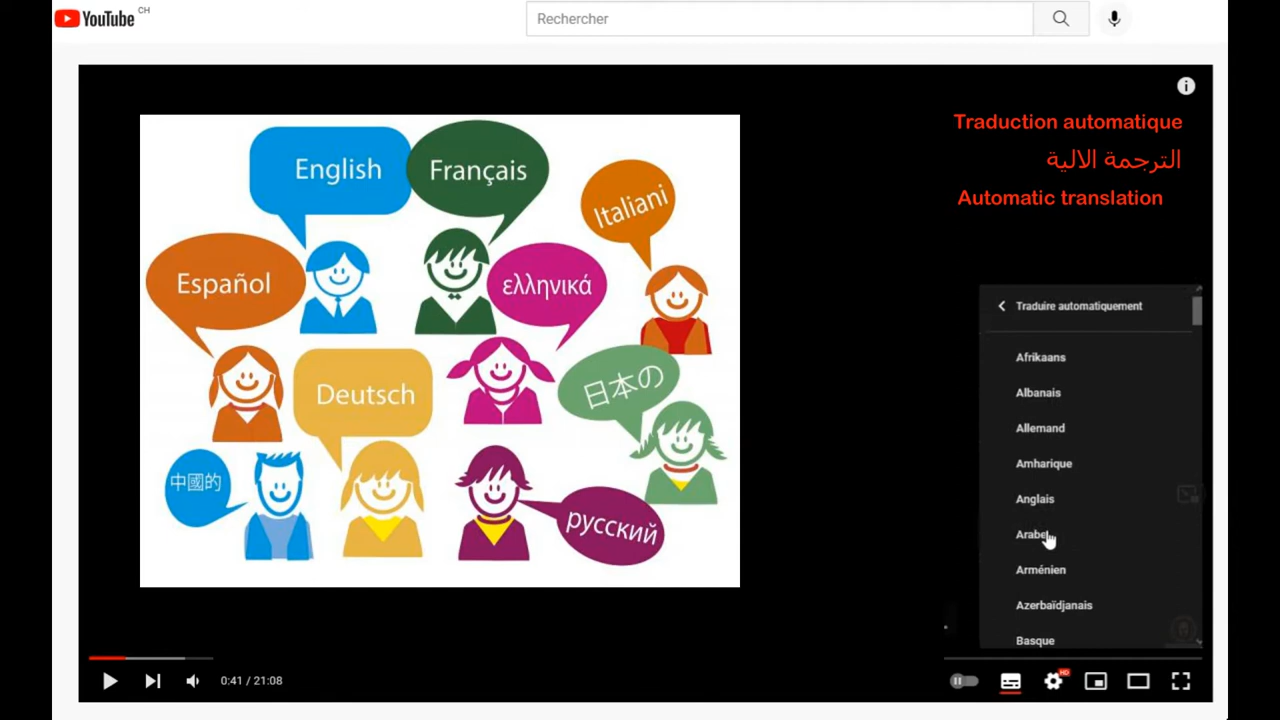 YouTube CH
Rechercher
Traduction automatique
الترجمة الالية
Automatic translation
English
Français
Italiani
Español
ελληνικά
Deutsch
日本の
中國的
русский
Traduire automatiquement
Afrikaans
Albanais
Allemand
Amharique
Anglais
Arabe
Arménien
Azerbaïdjanais
Basque
0:41 / 21:08
HD